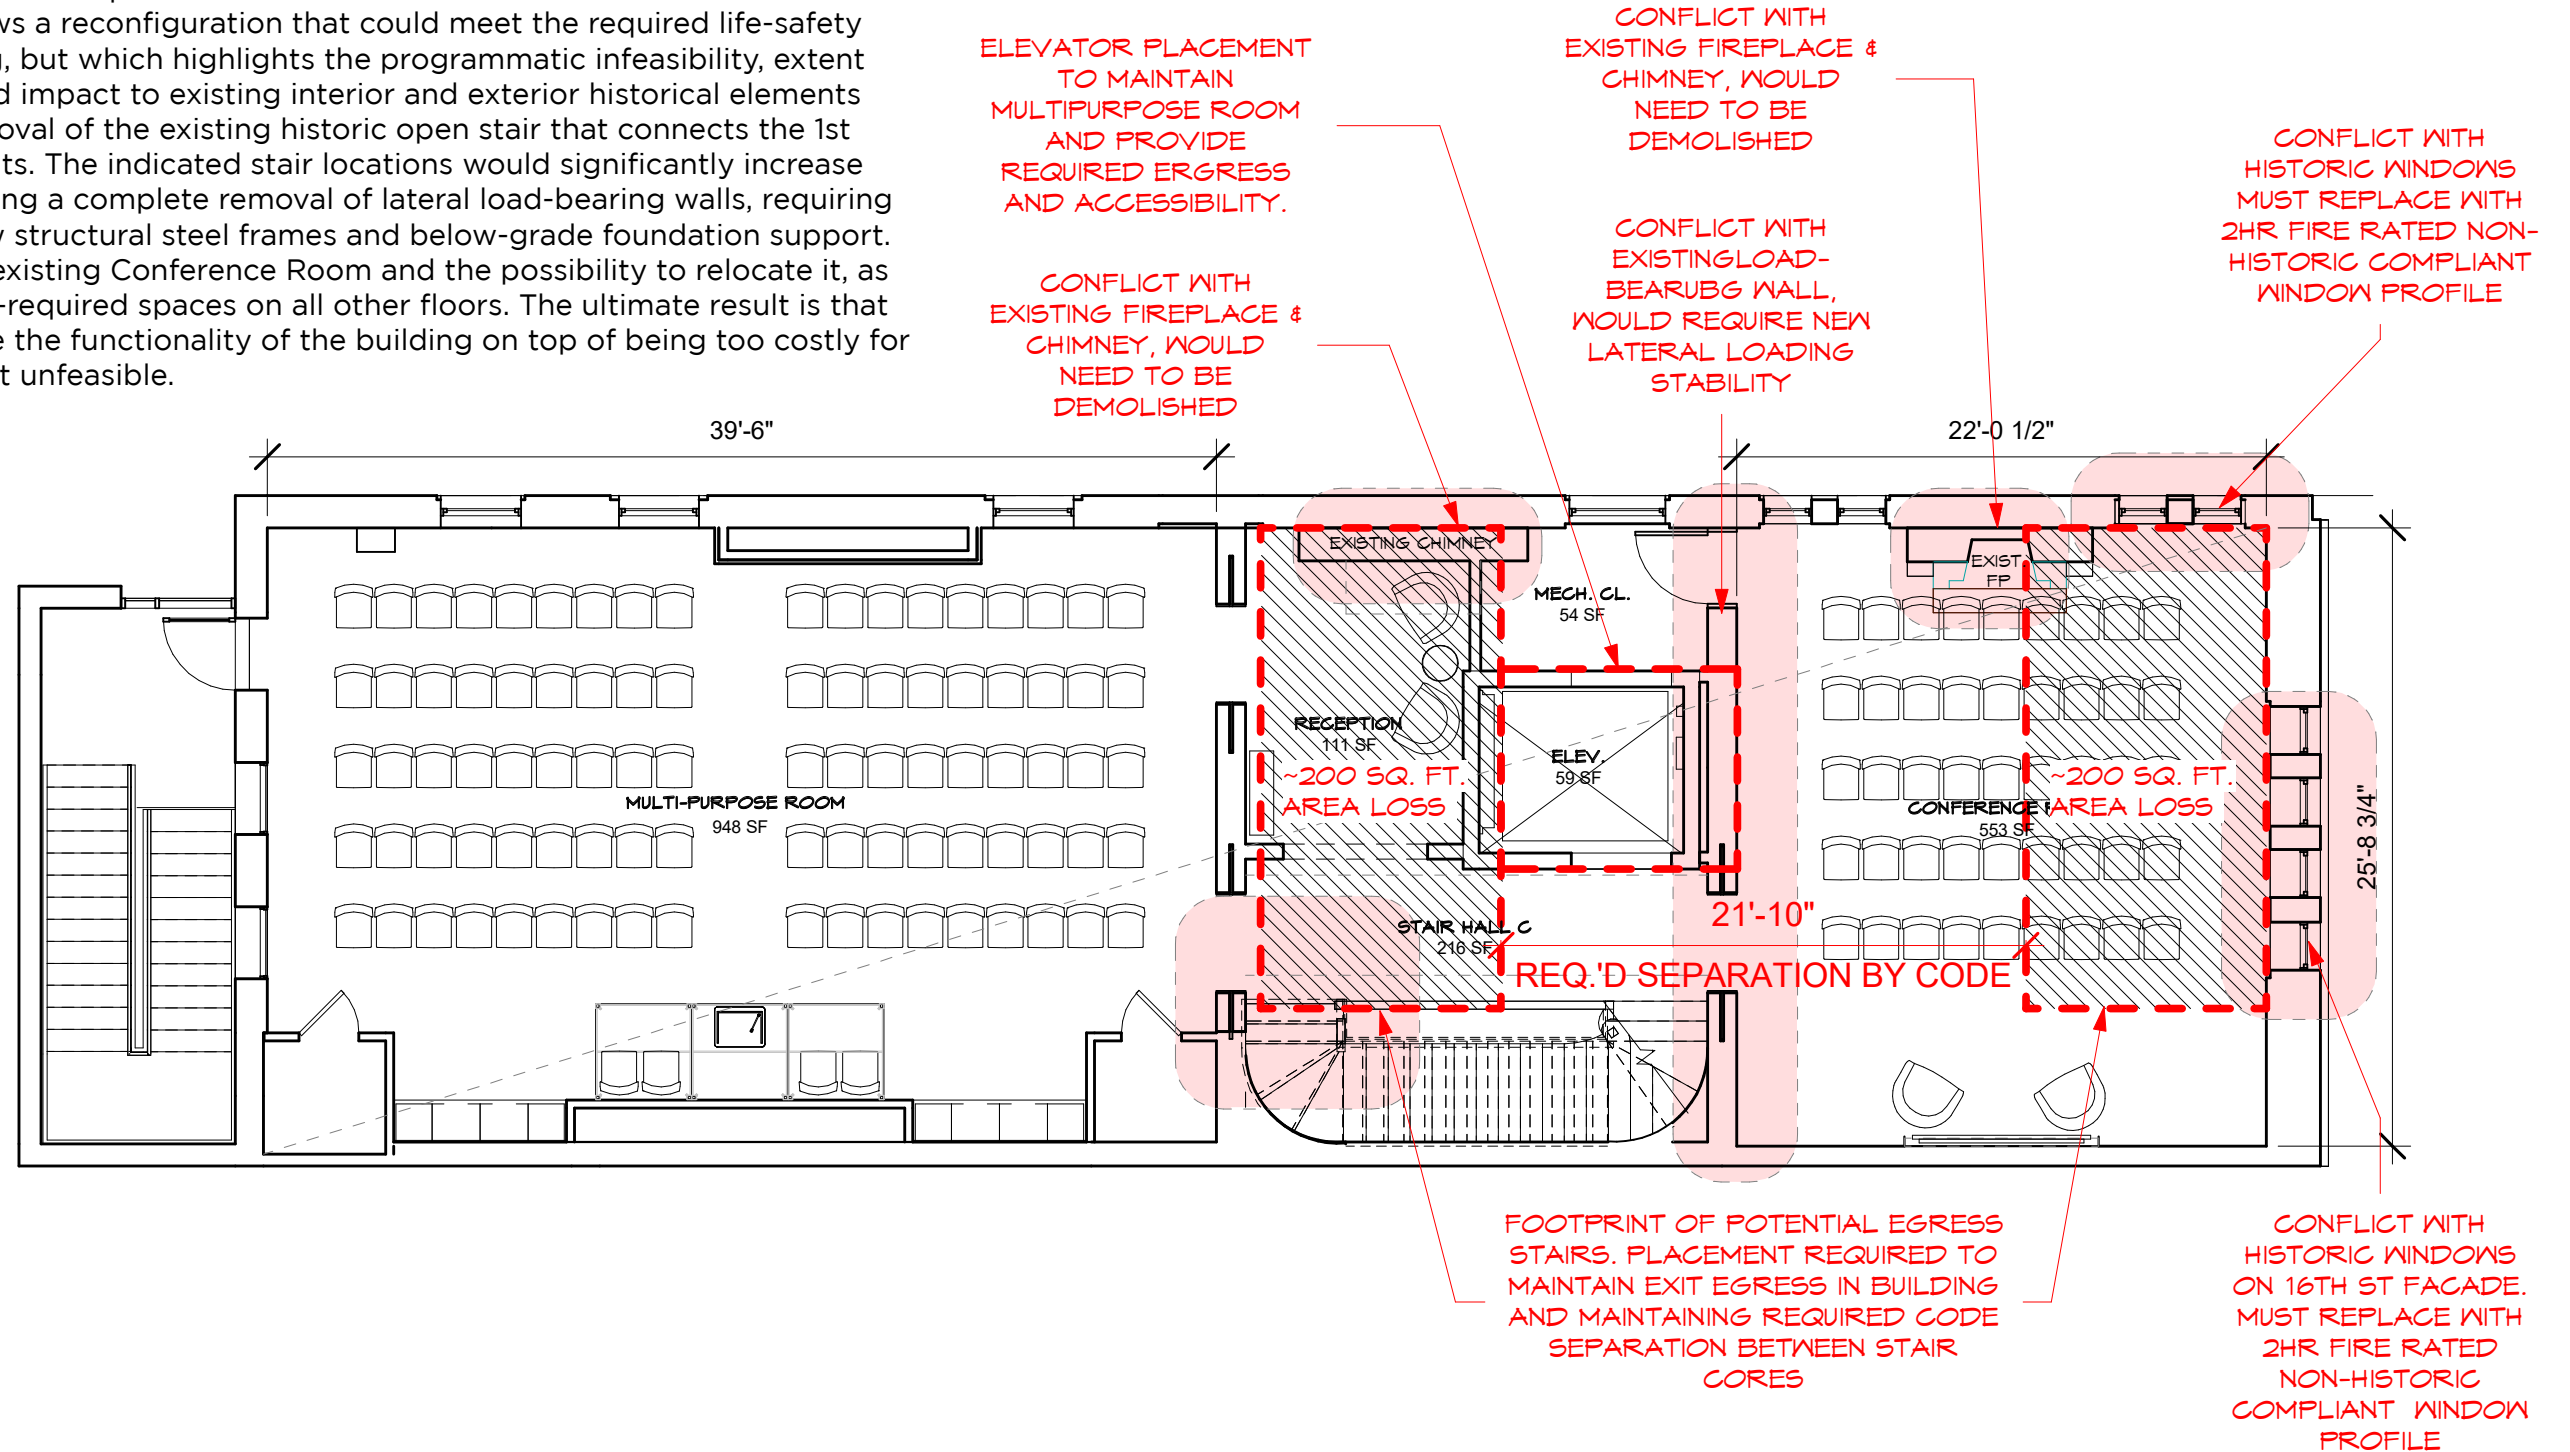 ws a reconfiguration that could meet the required life-safety
, but which highlights the programmatic infeasibility, extent
d impact to existing interior and exterior historical elements
oval of the existing historic open stair that connects the 1st
ts. The indicated stair locations would significantly increase
ng a complete removal of lateral load-bearing walls, requiring
structural steel frames and below-grade foundation support.
existing Conference Room and the possibility to relocate it, as
-required spaces on all other floors. The ultimate result is that
e the functionality of the building on top of being too costly for
t unfeasible.
ELEVATOR PLACEMENT
TO MAINTAIN
MULTIPURPOSE ROOM
AND PROVIDE
REQUIRED ERGRESS
AND ACCESSIBILITY.
CONFLICT WITH
EXISTING FIREPLACE &
CHIMNEY, WOULD
NEED TO BE
DEMOLISHED
CONFLICT WITH
EXISTING FIREPLACE &
CHIMNEY, WOULD
NEED TO BE
DEMOLISHED
CONFLICT WITH
EXISTINGLOAD-
BEARUBG WALL,
WOULD REQUIRE NEW
LATERAL LOADING
STABILITY
CONFLICT WITH
HISTORIC WINDOWS
MUST REPLACE WITH
2HR FIRE RATED NON-
HISTORIC COMPLIANT
WINDOW PROFILE
39'-6"
22'-0 1/2"
EXISTING CHIMNEY
EXIST.
FP
MECH. CL.
54 SF
RECEPTION
111 SF
~200 SQ. FT.
AREA LOSS
ELEV.
59 SF
MULTI-PURPOSE ROOM
948 SF
~200 SQ. FT.
AREA LOSS
CONFERENCE
553 SF
25'-8 3/4"
STAIR HALL C
216 SF
21'-10"
REQ.'D SEPARATION BY CODE
FOOTPRINT OF POTENTIAL EGRESS
STAIRS. PLACEMENT REQUIRED TO
MAINTAIN EXIT EGRESS IN BUILDING
AND MAINTAINING REQUIRED CODE
SEPARATION BETWEEN STAIR
CORES
CONFLICT WITH
HISTORIC WINDOWS
ON 16TH ST FACADE.
MUST REPLACE WITH
2HR FIRE RATED
NON-HISTORIC
COMPLIANT WINDOW
PROFILE